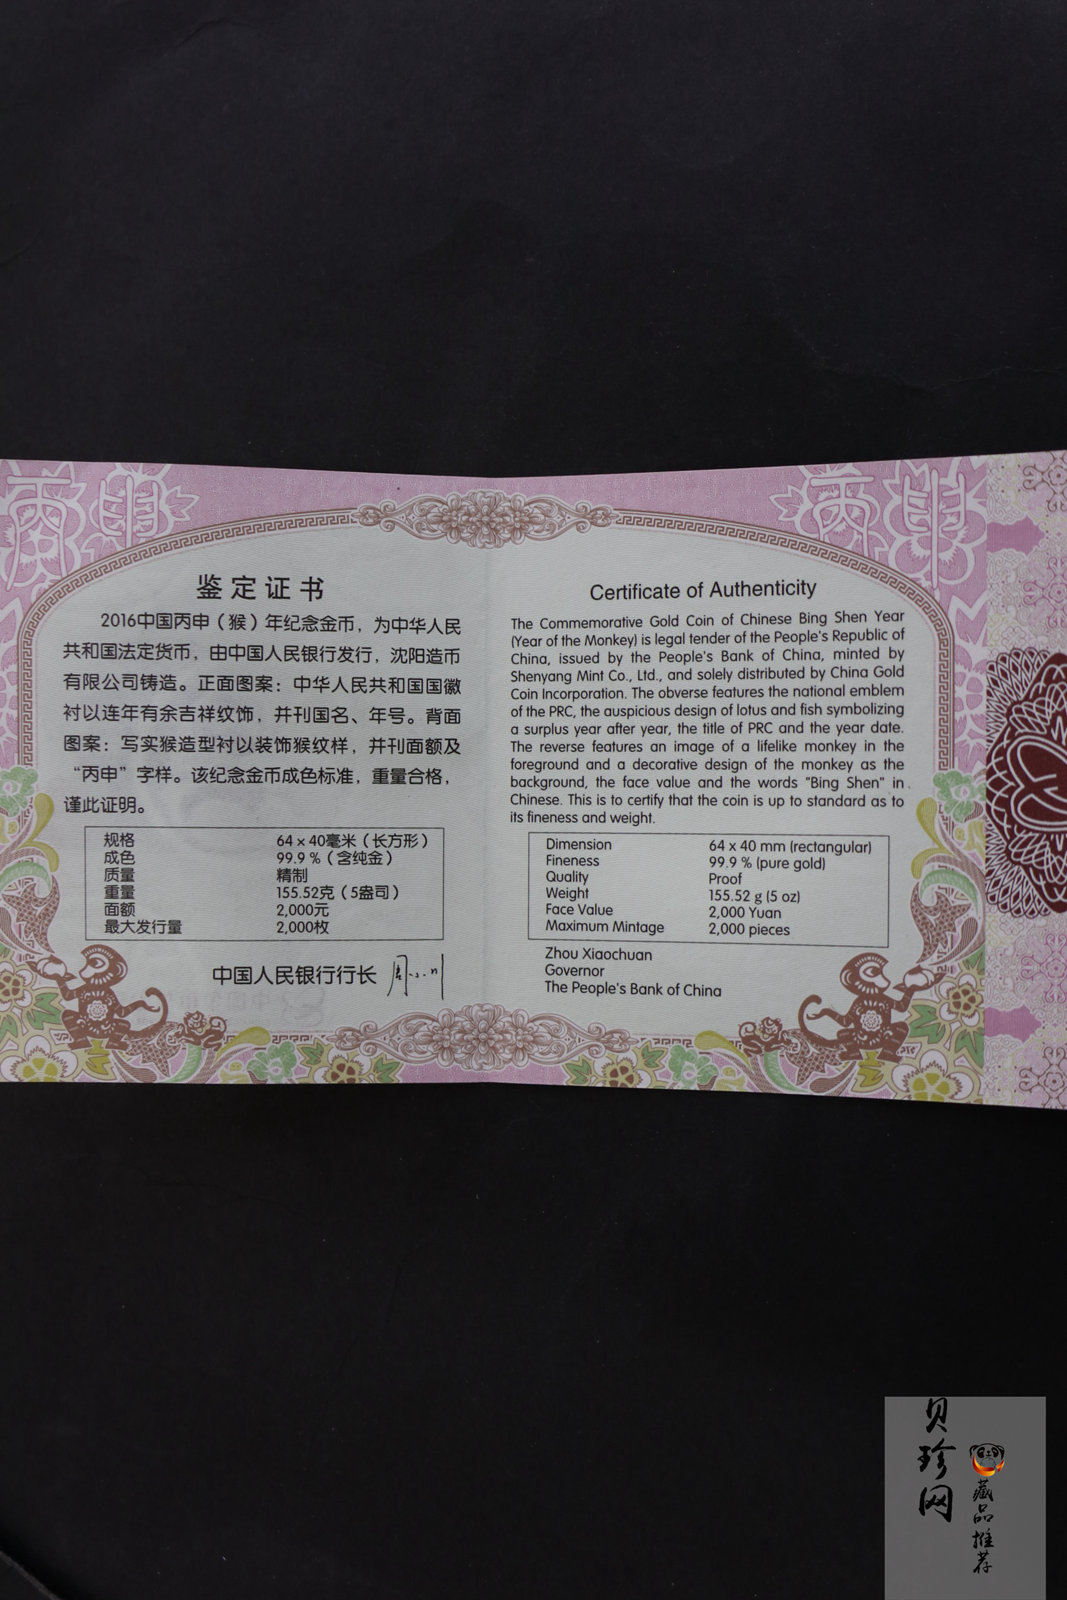 丙申
鉴定证书
2016中国丙申（猴）年纪念金币，为中华人民
共和国法定货币，由中国人民银行发行，沈阳造币
有限公司铸造。正面图案：中华人民共和国国徽
衬以连年有余吉祥纹饰，并刊国名、年号。背面
图案：写实猴造型衬以装饰猴纹样，并刊面额及
“丙申”字样。该纪念金币成色标准，重量合格，
谨此证明。
规格 64×40毫米（长方形）
成色 99.9％（含纯金）
质量 精制
重量 155.52克（5盎司）
面额 2,000元
最大发行量 2,000枚
中国人民银行行长 周小川
丙申
Certificate of Authenticity
The Commemorative Gold Coin of Chinese Bing Shen Year
(Year of the Monkey) is legal tender of the People's Republic of
China, issued by the People's Bank of China, minted by
Shenyang Mint Co., Ltd., and solely distributed by China Gold
Coin Incorporation. The obverse features the national emblem
of the PRC, the auspicious design of lotus and fish symbolizing
a surplus year after year, the title of PRC and the year date.
The reverse features an image of a lifelike monkey in the
foreground and a decorative design of the monkey as the
background, the face value and the words "Bing Shen" in
Chinese. This is to certify that the coin is up to standard as to
its fineness and weight.
Dimension 64 x 40 mm (rectangular)
Fineness 99.9 % (pure gold)
Quality Proof
Weight 155.52 g (5 oz)
Face Value 2,000 Yuan
Maximum Mintage 2,000 pieces
Zhou Xiaochuan
Governor
The People's Bank of China
贝珍网
藏品推荐